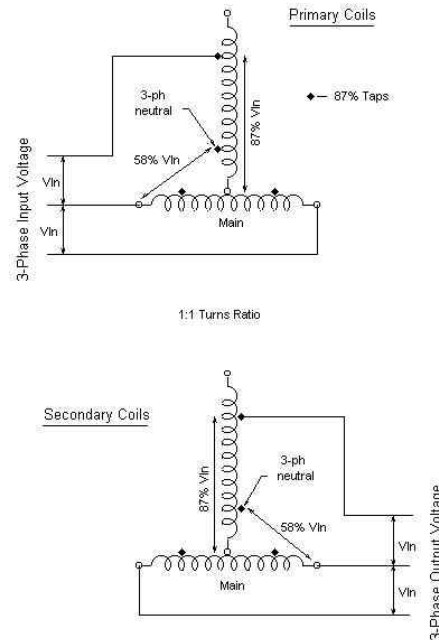 Primary Coils
87% Taps
3-ph
neutral
87% Vln
58% Vln
3-Phase Input Voltage
Vln
Vln
Main
1:1 Turns Ratio
Secondary Coils
87% Vln
3-ph
neutral
58% Vln
3-Phase Output Voltage
Vln
Vln
Main